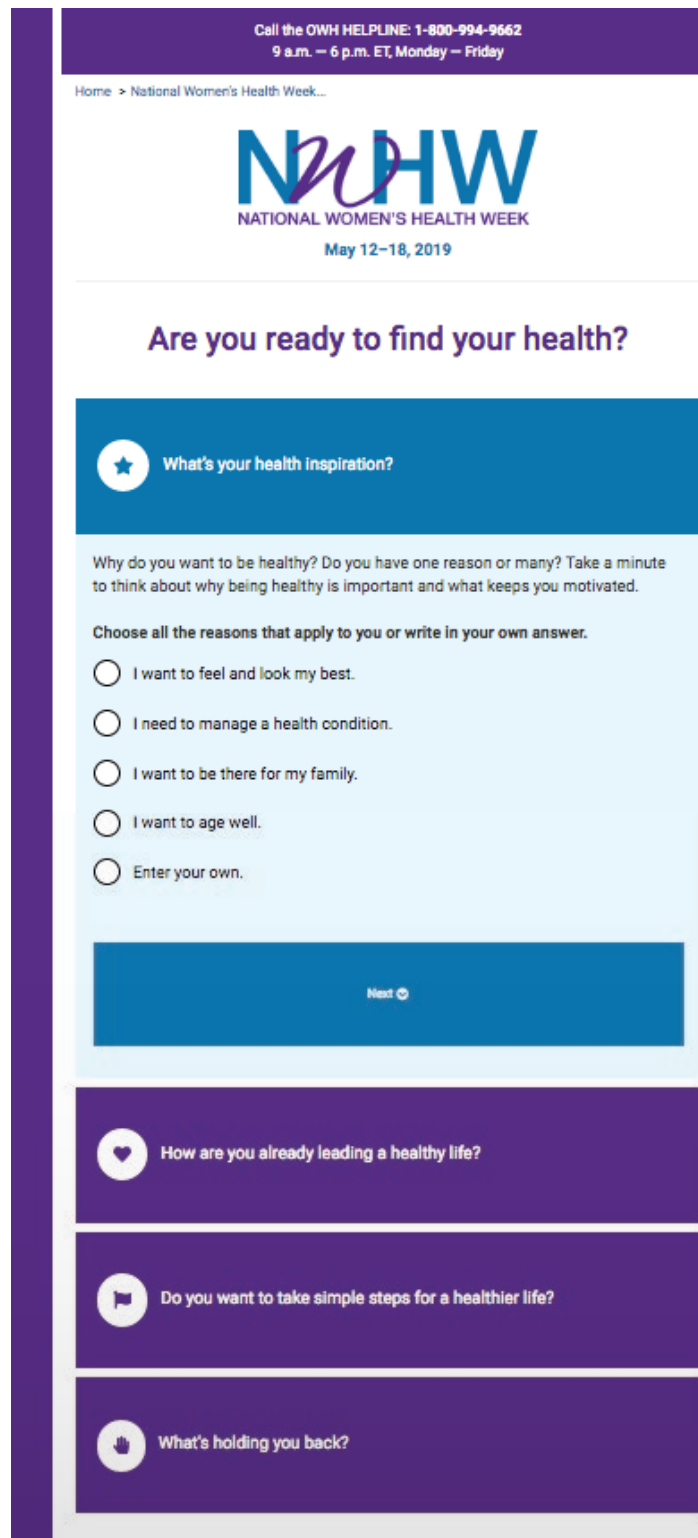 Call the OWH HELPLINE: 1-800-994-9662
9 a.m. — 6 p.m. ET, Monday — Friday
Home > National Women's Health Week...
NWHW
NATIONAL WOMEN'S HEALTH WEEK
May 12–18, 2019
Are you ready to find your health?
What's your health inspiration?
Why do you want to be healthy? Do you have one reason or many? Take a minute
to think about why being healthy is important and what keeps you motivated.
Choose all the reasons that apply to you or write in your own answer.
I want to feel and look my best.
I need to manage a health condition.
I want to be there for my family.
I want to age well.
Enter your own.
Next
How are you already leading a healthy life?
Do you want to take simple steps for a healthier life?
What's holding you back?